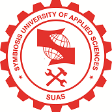 SYMBIOSIS UNIVERSITY OF APPLIED SCIENCES
SUAS